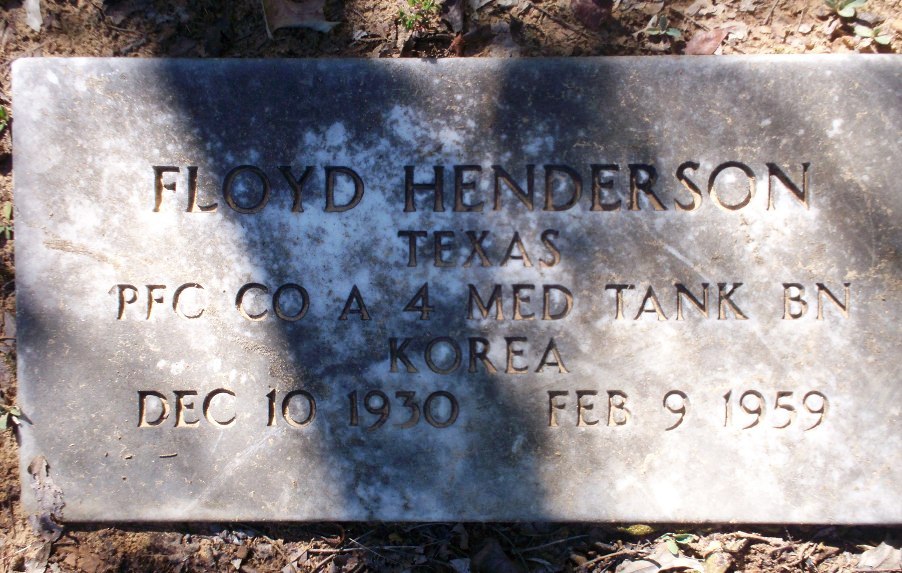 FLOYD HENDERSON
TEXAS
PFC CO A 4 MED TANK BN
KOREA
DEC 10 1930 FEB 9 1959